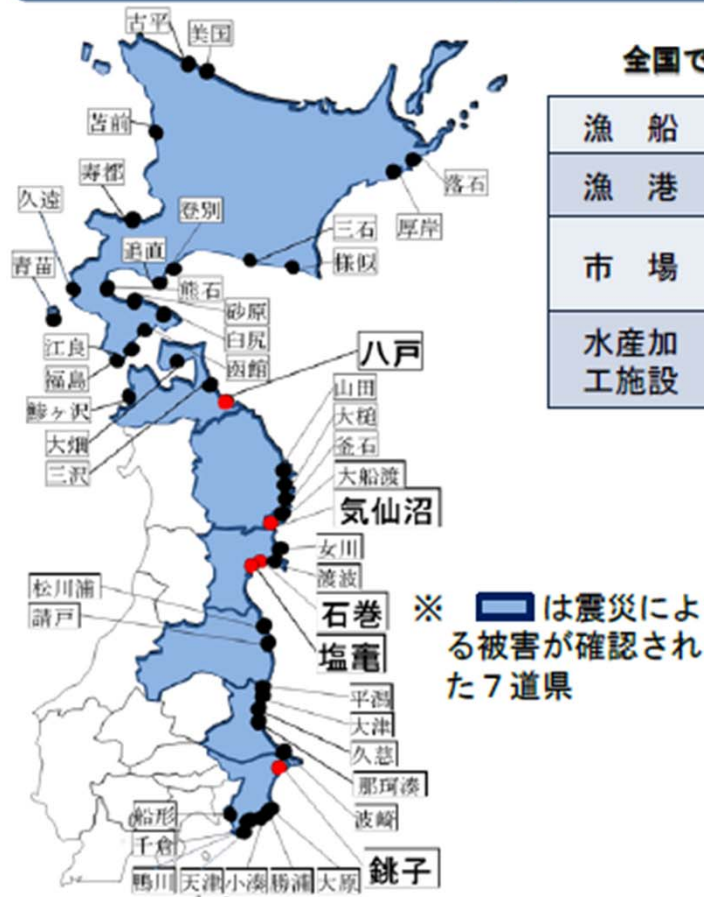 古平
美国
全国で
苫前
漁　船
漁　港
市　場
水産加
工施設
落石
厚岸
寿都
久遠
登別
三石
様似
追直
青苗
熊石
砂原
臼尻
江良
函館
福島
八戸
鰺ヶ沢
山田
大畑
大槌
三沢
釜石
大船渡
気仙沼
女川
渡波
松川浦
請戸
石巻
塩竈
※　は震災によ
る被害が確認され
た７道県
平潟
大津
久慈
那珂湊
波崎
船形
千倉
鴨川
天津
小湊
勝浦
大原
銚子